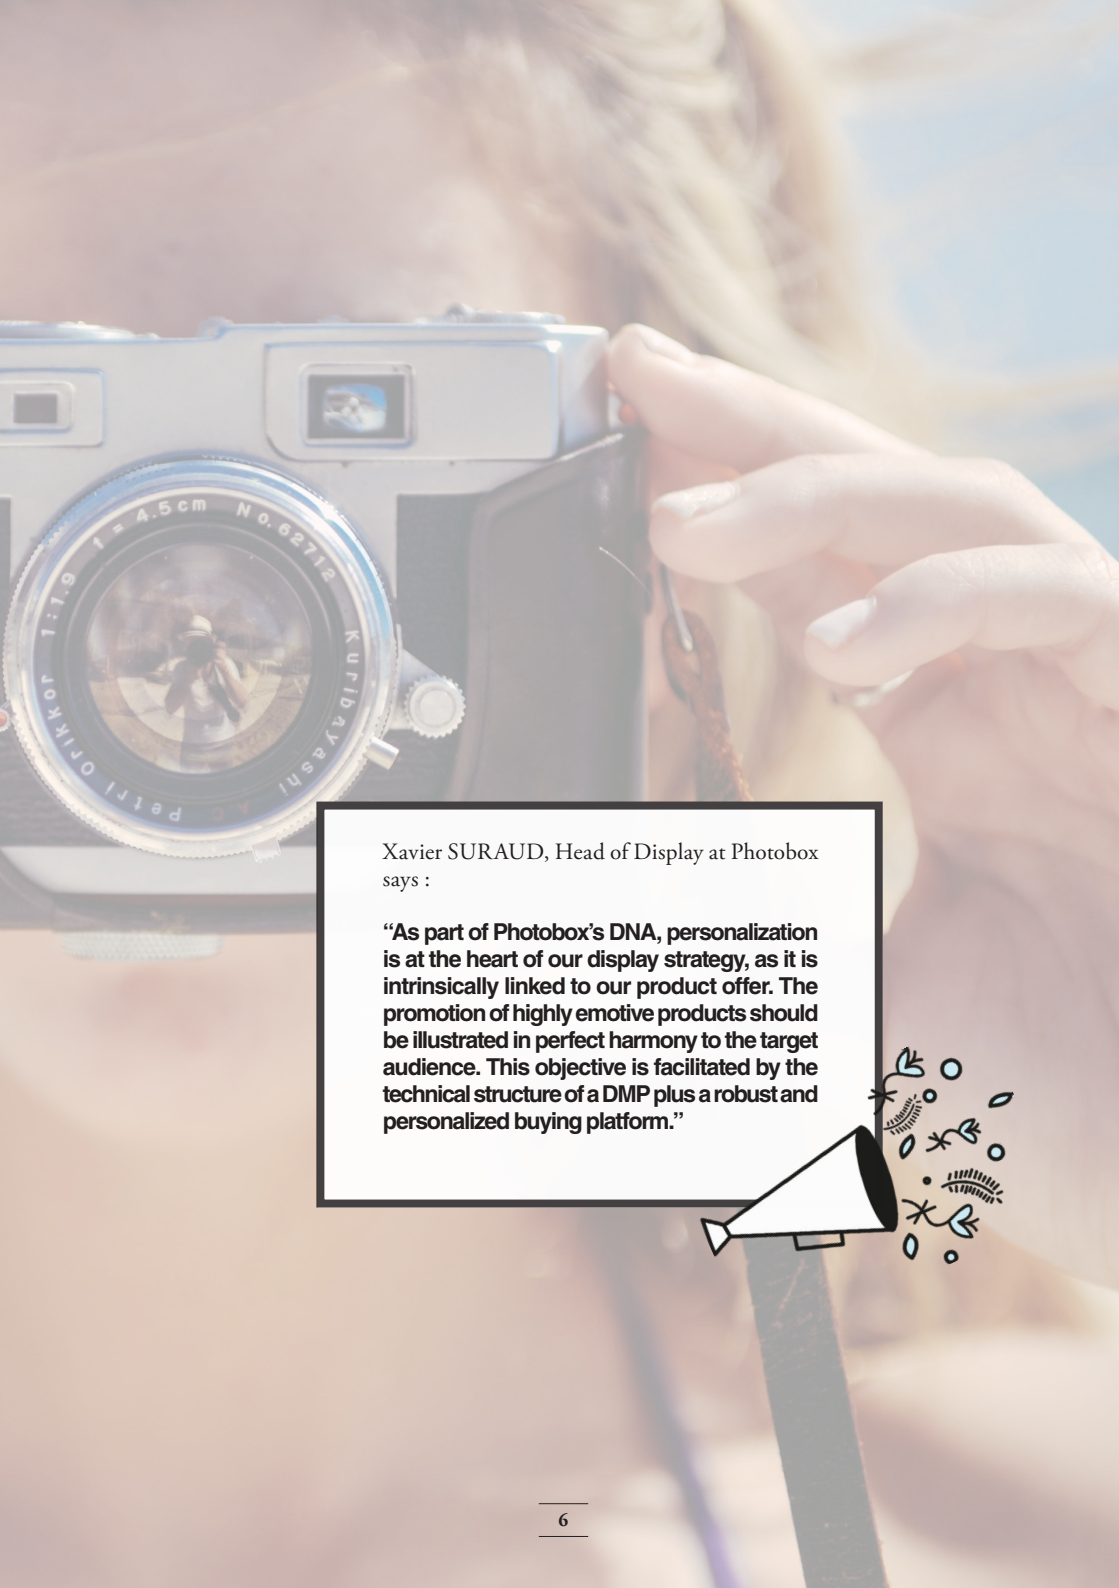 1:1.9 f = 4.5cm No.62712 Kuribayashi AC Petri Orikkor
Xavier SURAUD, Head of Display at Photobox
says :
“As part of Photobox’s DNA, personalization
is at the heart of our display strategy, as it is
intrinsically linked to our product offer. The
promotion of highly emotive products should
be illustrated in perfect harmony to the target
audience. This objective is facilitated by the
technical structure of a DMP plus a robust and
personalized buying platform.”
6